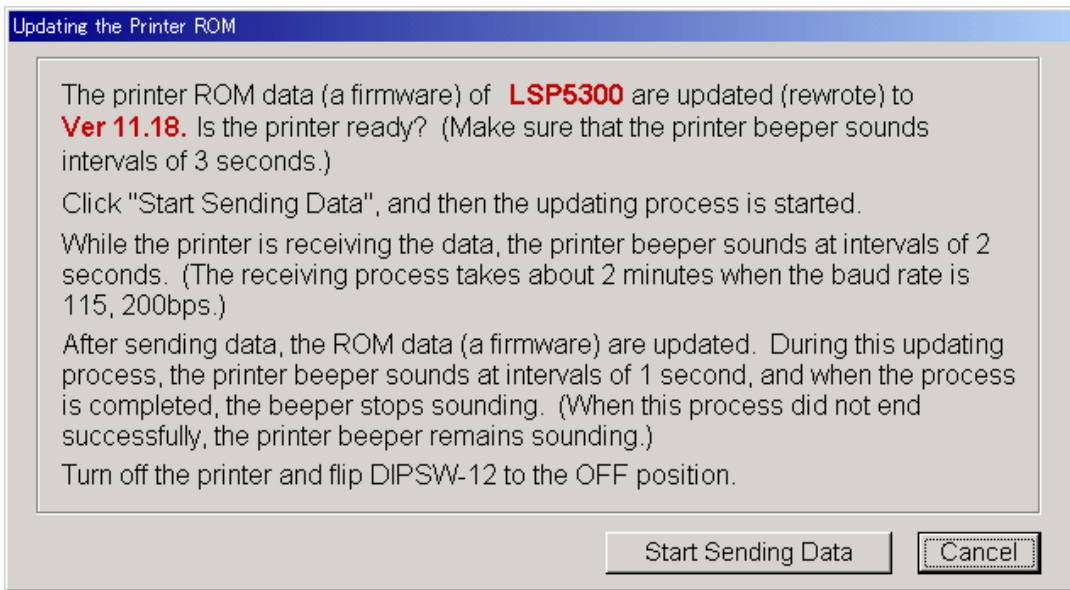 Updating the Printer ROM
The printer ROM data (a firmware) of LSP5300 are updated (rewrote) to
Ver 11.18. Is the printer ready? (Make sure that the printer beeper sounds
intervals of 3 seconds.)
Click "Start Sending Data", and then the updating process is started.
While the printer is receiving the data, the printer beeper sounds at intervals of 2
seconds. (The receiving process takes about 2 minutes when the baud rate is
115, 200bps.)
After sending data, the ROM data (a firmware) are updated. During this updating
process, the printer beeper sounds at intervals of 1 second, and when the process
is completed, the beeper stops sounding. (When this process did not end
successfully, the printer beeper remains sounding.)
Turn off the printer and flip DIPSW-12 to the OFF position.
Start Sending Data Cancel